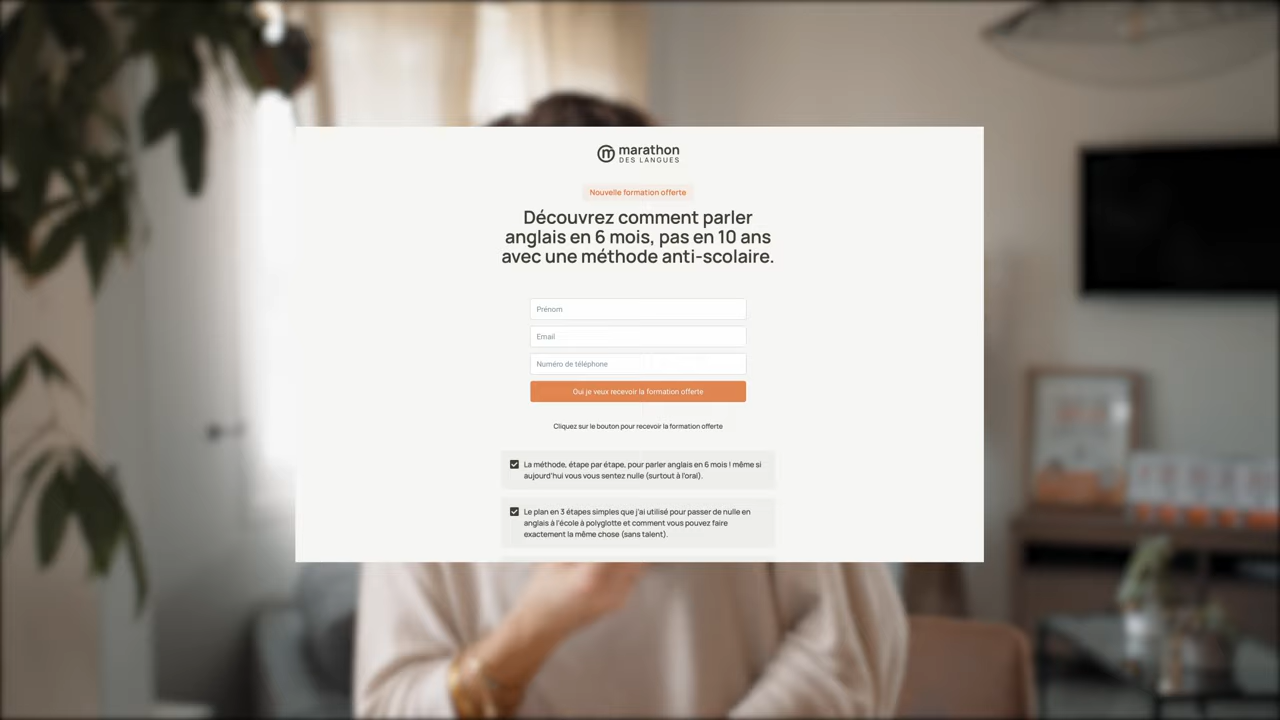 marathon
DES LANGUES
Nouvelle formation offerte
Découvrez comment parler
anglais en 6 mois, pas en 10 ans
avec une méthode anti-scolaire.
Prénom
Email
Numéro de téléphone
Oui je veux recevoir la formation offerte
Cliquez sur le bouton pour recevoir la formation offerte
La méthode, étape par étape, pour parler anglais en 6 mois ! même si
aujourd'hui vous vous sentez nulle (surtout à l'oral).
Le plan en 3 étapes simples que j'ai utilisé pour passer de nulle en
anglais à l'école à polyglotte et comment vous pouvez faire
exactement la même chose (sans talent).